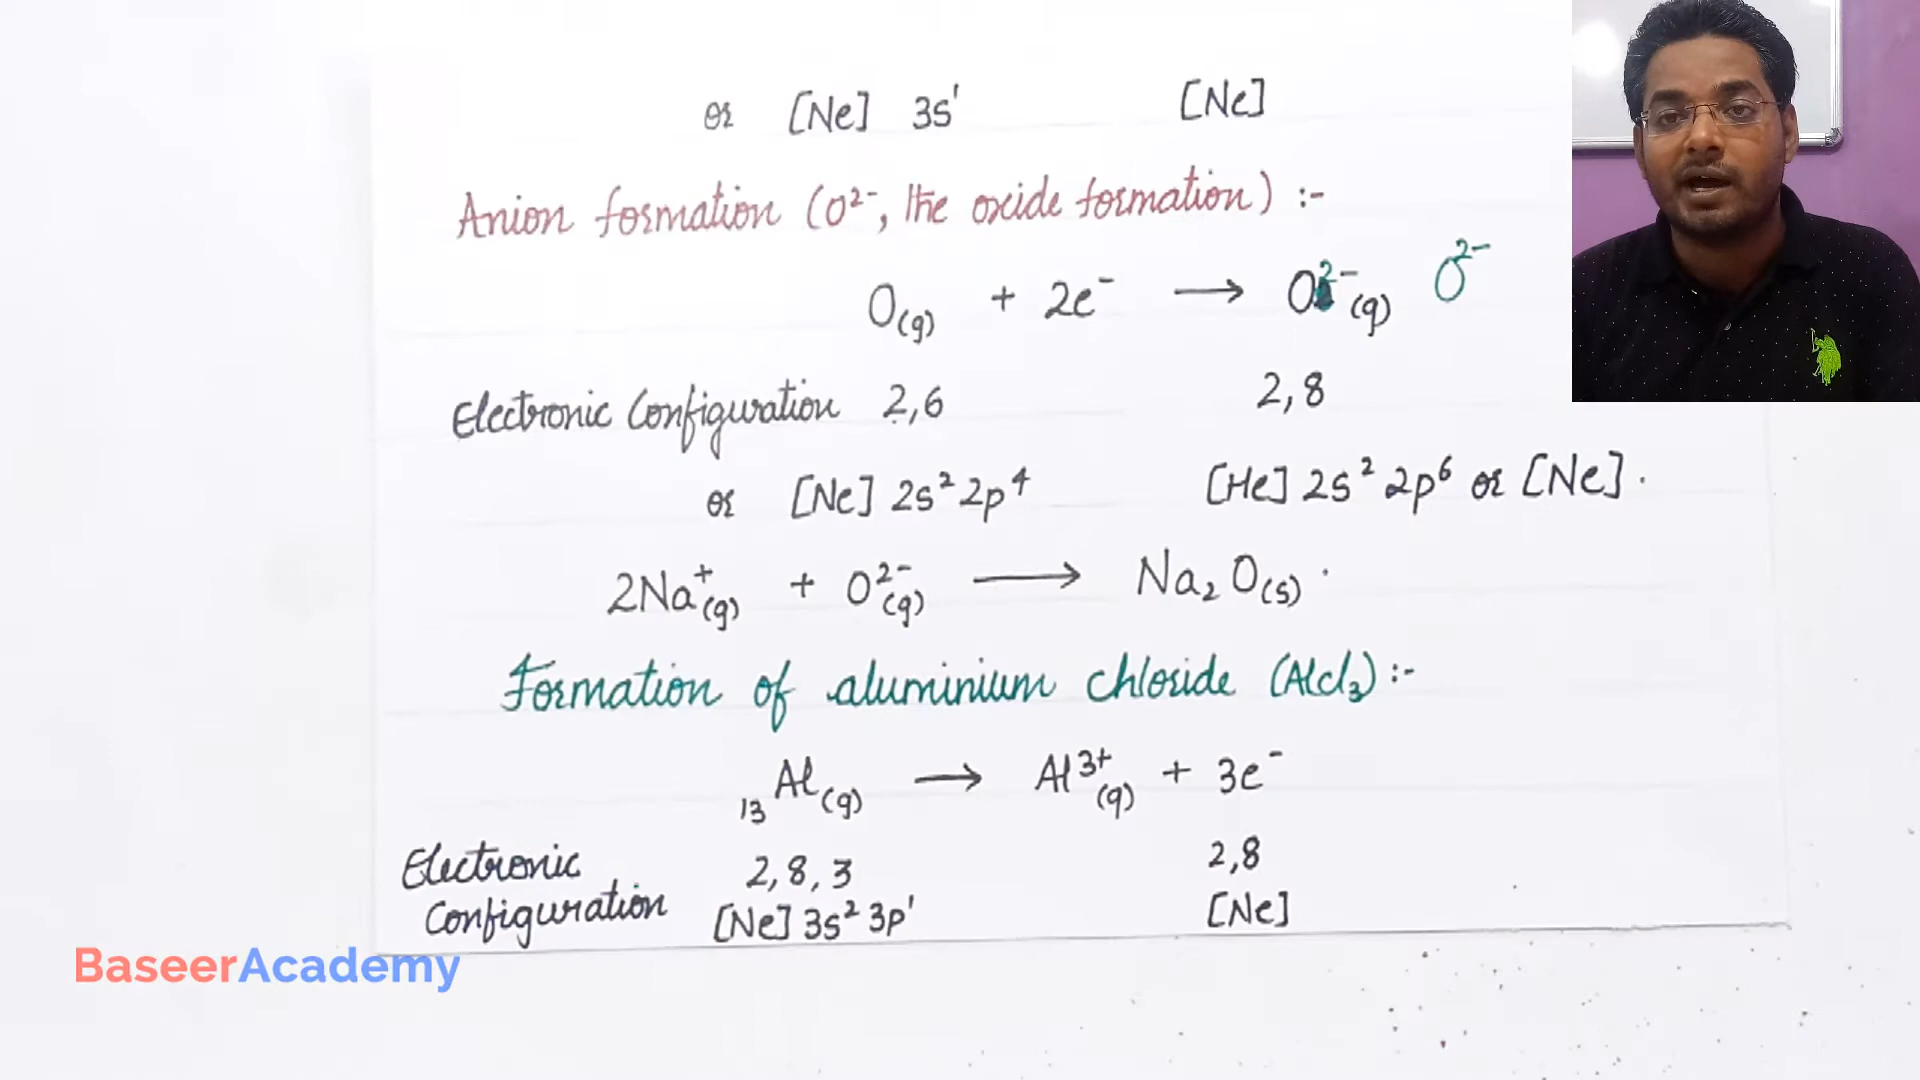 or [Ne] 3s¹ [Ne]
Anion formation (O²⁻, the oxide formation) :-
O(g) + 2e⁻ ⟶ O²⁻(g) O²⁻
Electronic Configuration 2,6 2,8
or [Ne] 2s² 2p⁴ [He] 2s² 2p⁶ or [Ne].
2Na⁺(g) + O²⁻(g) ⟶ Na₂O(s).
Formation of aluminium chloride (AlCl₃) :-
₁₃Al(g) ⟶ Al³⁺(g) + 3e⁻
Electronic 2,8,3 2,8
Configuration [Ne] 3s² 3p¹ [Ne]
BaseerAcademy